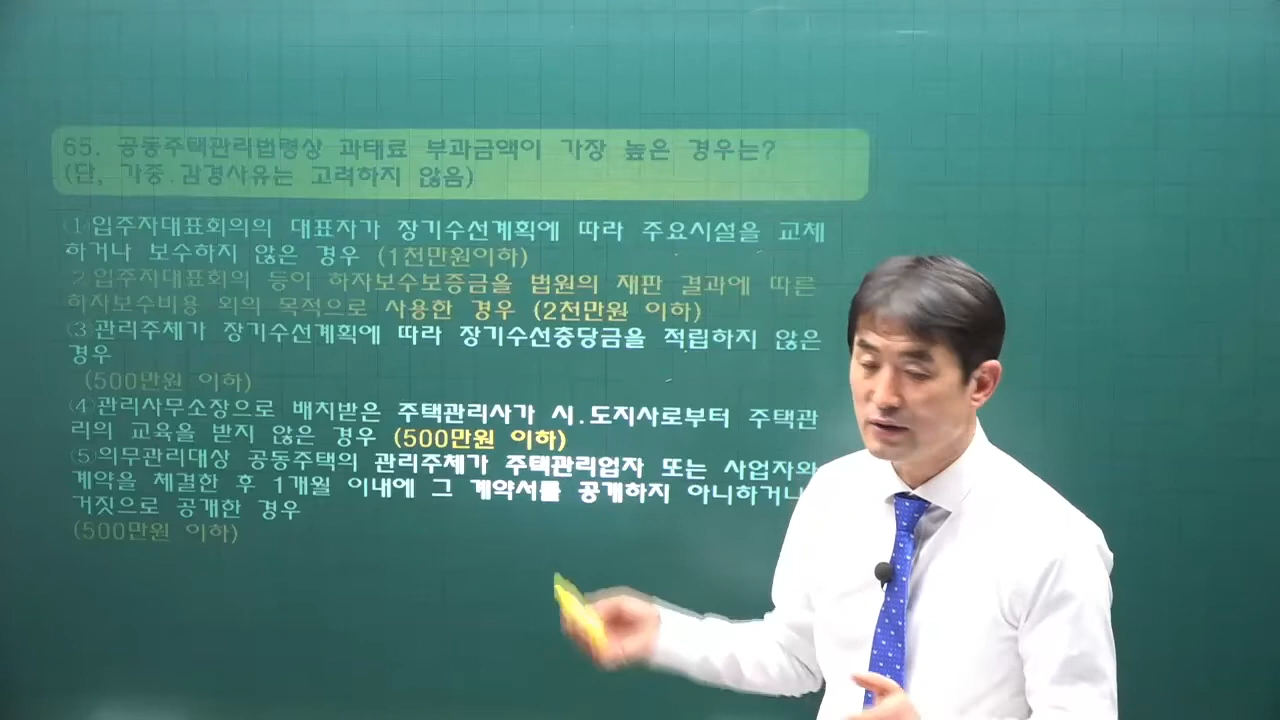 65. 공동주택관리법령상 과태료 부과금액이 가장 높은 경우는?
(단, 가중.감경사유는 고려하지 않음)
(1)입주자대표회의의 대표자가 장기수선계획에 따라 주요시설을 교체
하거나 보수하지 않은 경우 (1천만원이하)
2.입주자대표회의 등이 하자보수보증금을 법원의 재판 결과에 따른
하자보수비용 외의 목적으로 사용한 경우 (2천만원 이하)
(3)관리주체가 장기수선계획에 따라 장기수선충당금을 적립하지 않은
경우
(500만원 이하)
(4)관리사무소장으로 배치받은 주택관리사가 시.도지사로부터 주택관
리의 교육을 받지 않은 경우 (500만원 이하)
(5)의무관리대상 공동주택의 관리주체가 주택관리업자 또는 사업자와
계약을 체결한 후 1개월 이내에 그 계약서를 공개하지 아니하거나
거짓으로 공개한 경우
(500만원 이하)